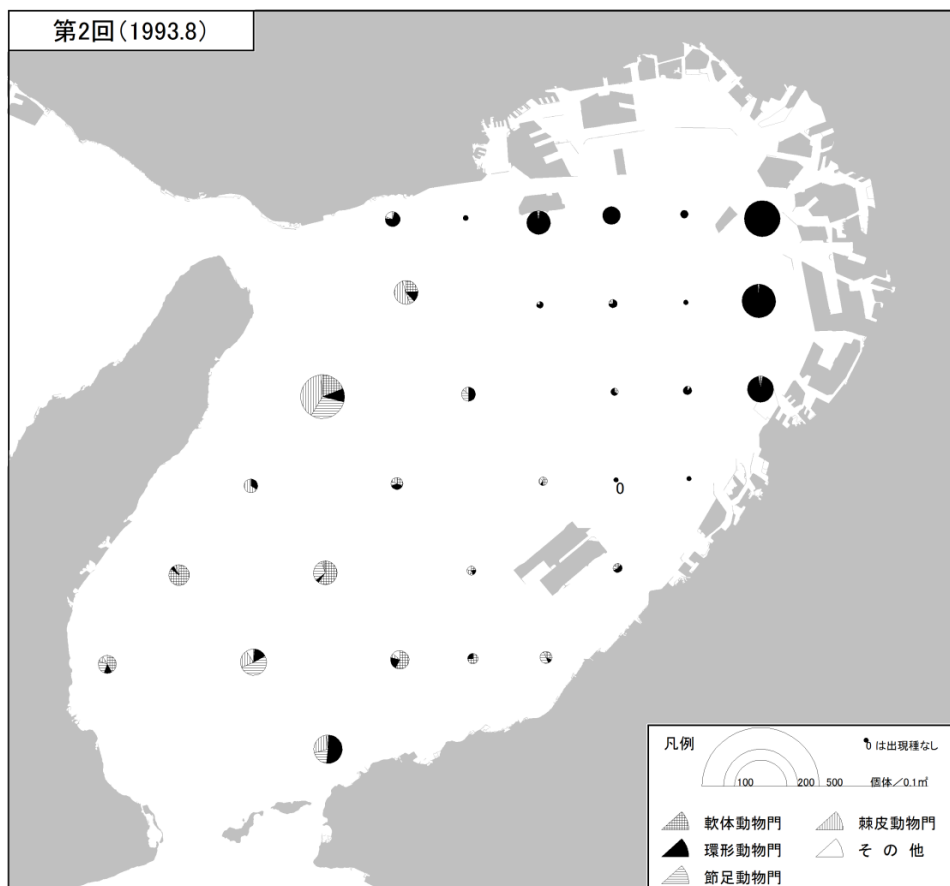 第2回(1993.8)
0
凡例
0 は出現種なし
100 200 500 個体/0.1㎡
軟体動物門 棘皮動物門
環形動物門 その他
節足動物門